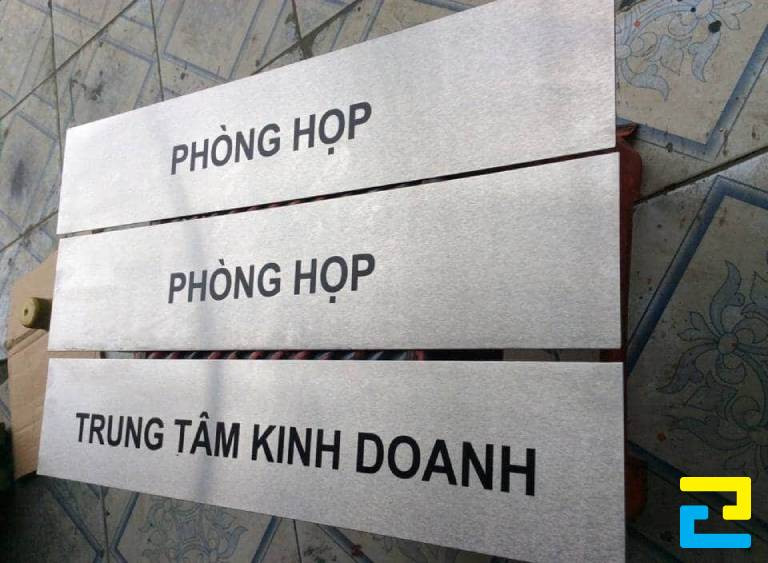 PHÒNG HỌP
PHÒNG HỌP
TRUNG TÂM KINH DOANH